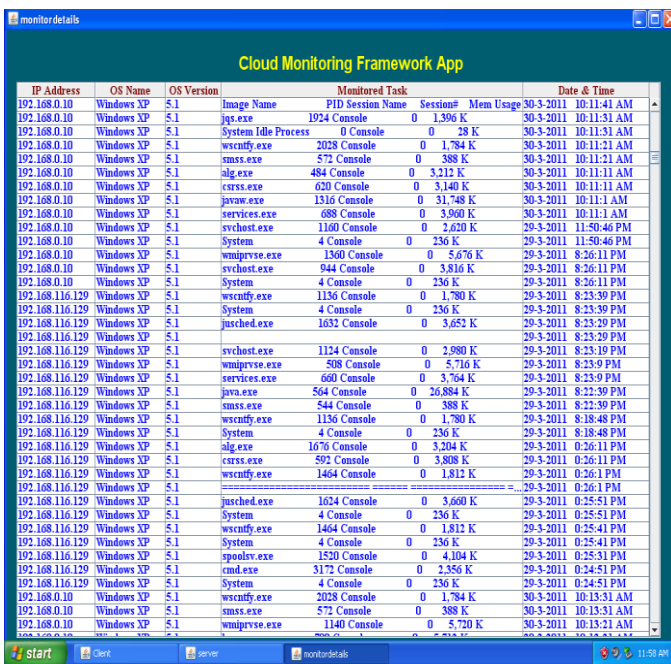 monitordetails
Cloud Monitoring Framework App
IP Address OS Name OS Version Monitored Task Date & Time
192.168.0.10 Windows XP 5.1 Image Name PID Session Name Session# Mem Usage 30-3-2011 10:11:41 AM
192.168.0.10 Windows XP 5.1 jqs.exe 1924 Console 0 1,396 K 30-3-2011 10:11:31 AM
192.168.0.10 Windows XP 5.1 System Idle Process 0 Console 0 28 K 30-3-2011 10:11:31 AM
192.168.0.10 Windows XP 5.1 wscntfy.exe 2028 Console 0 1,784 K 30-3-2011 10:11:21 AM
192.168.0.10 Windows XP 5.1 smss.exe 572 Console 0 388 K 30-3-2011 10:11:21 AM
192.168.0.10 Windows XP 5.1 alg.exe 484 Console 0 3,212 K 30-3-2011 10:11:11 AM
192.168.0.10 Windows XP 5.1 csrss.exe 620 Console 0 3,140 K 30-3-2011 10:11:11 AM
192.168.0.10 Windows XP 5.1 javaw.exe 1316 Console 0 31,748 K 30-3-2011 10:11:1 AM
192.168.0.10 Windows XP 5.1 services.exe 688 Console 0 3,960 K 30-3-2011 10:11:1 AM
192.168.0.10 Windows XP 5.1 svchost.exe 1160 Console 0 2,620 K 29-3-2011 11:50:46 PM
192.168.0.10 Windows XP 5.1 System 4 Console 0 236 K 29-3-2011 11:50:46 PM
192.168.0.10 Windows XP 5.1 wmiprvse.exe 1360 Console 0 5,676 K 29-3-2011 8:26:11 PM
192.168.0.10 Windows XP 5.1 svchost.exe 944 Console 0 3,816 K 29-3-2011 8:26:11 PM
192.168.0.10 Windows XP 5.1 System 4 Console 0 236 K 29-3-2011 8:26:11 PM
192.168.116.129 Windows XP 5.1 wscntfy.exe 1136 Console 0 1,780 K 29-3-2011 8:23:39 PM
192.168.116.129 Windows XP 5.1 System 4 Console 0 236 K 29-3-2011 8:23:39 PM
192.168.116.129 Windows XP 5.1 jusched.exe 1632 Console 0 3,652 K 29-3-2011 8:23:29 PM
192.168.116.129 Windows XP 5.1 29-3-2011 8:23:29 PM
192.168.116.129 Windows XP 5.1 svchost.exe 1124 Console 0 2,980 K 29-3-2011 8:23:19 PM
192.168.116.129 Windows XP 5.1 wmiprvse.exe 508 Console 0 5,716 K 29-3-2011 8:23:9 PM
192.168.116.129 Windows XP 5.1 services.exe 660 Console 0 3,764 K 29-3-2011 8:23:9 PM
192.168.116.129 Windows XP 5.1 java.exe 564 Console 0 26,884 K 29-3-2011 8:22:39 PM
192.168.116.129 Windows XP 5.1 smss.exe 544 Console 0 388 K 29-3-2011 8:22:39 PM
192.168.116.129 Windows XP 5.1 wscntfy.exe 1136 Console 0 1,780 K 29-3-2011 8:18:48 PM
192.168.116.129 Windows XP 5.1 System 4 Console 0 236 K 29-3-2011 8:18:48 PM
192.168.116.129 Windows XP 5.1 alg.exe 1676 Console 0 3,204 K 29-3-2011 0:26:11 PM
192.168.116.129 Windows XP 5.1 csrss.exe 592 Console 0 3,808 K 29-3-2011 0:26:11 PM
192.168.116.129 Windows XP 5.1 wscntfy.exe 1464 Console 0 1,812 K 29-3-2011 0:26:1 PM
192.168.116.129 Windows XP 5.1 ========================= ====== ================ =... 29-3-2011 0:26:1 PM
192.168.116.129 Windows XP 5.1 jusched.exe 1624 Console 0 3,660 K 29-3-2011 0:25:51 PM
192.168.116.129 Windows XP 5.1 System 4 Console 0 236 K 29-3-2011 0:25:51 PM
192.168.116.129 Windows XP 5.1 wscntfy.exe 1464 Console 0 1,812 K 29-3-2011 0:25:41 PM
192.168.116.129 Windows XP 5.1 System 4 Console 0 236 K 29-3-2011 0:25:41 PM
192.168.116.129 Windows XP 5.1 spoolsv.exe 1520 Console 0 4,104 K 29-3-2011 0:25:31 PM
192.168.116.129 Windows XP 5.1 cmd.exe 3172 Console 0 2,356 K 29-3-2011 0:24:51 PM
192.168.116.129 Windows XP 5.1 System 4 Console 0 236 K 29-3-2011 0:24:51 PM
192.168.0.10 Windows XP 5.1 wscntfy.exe 2028 Console 0 1,784 K 30-3-2011 10:13:31 AM
192.168.0.10 Windows XP 5.1 smss.exe 572 Console 0 388 K 30-3-2011 10:13:31 AM
192.168.0.10 Windows XP 5.1 wmiprvse.exe 1140 Console 0 5,720 K 30-3-2011 10:13:21 AM
start Client server monitordetails 11:58 AM